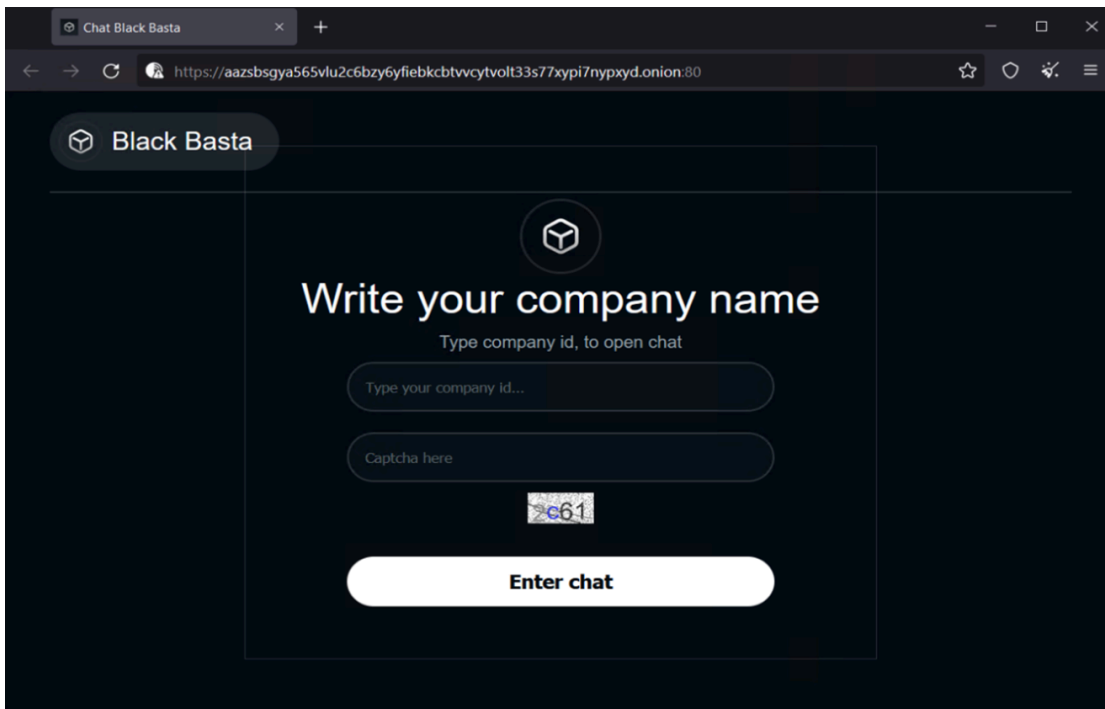 Chat Black Basta
https://aazsbsgya565vlu2c6bzy6yfiebkcbtvvcytvolt33s77xypi7nypxyd.onion:80
Black Basta
Write your company name
Type company id, to open chat
Type your company id...
Captcha here
2c61
Enter chat